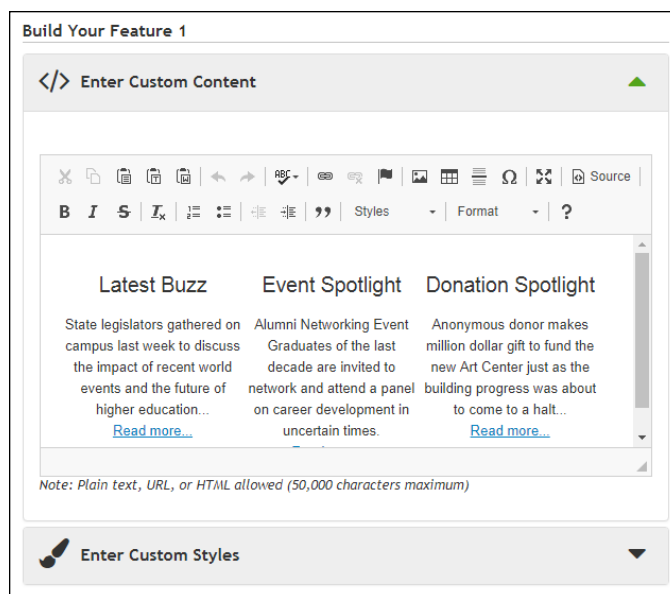 Build Your Feature 1
</> Enter Custom Content
ABC
Ω
Source
B I S Ix
Styles
Format
?
Latest Buzz
State legislators gathered on
campus last week to discuss
the impact of recent world
events and the future of
higher education...
Read more...
Event Spotlight
Alumni Networking Event
Graduates of the last
decade are invited to
network and attend a panel
on career development in
uncertain times.
Donation Spotlight
Anonymous donor makes
million dollar gift to fund the
new Art Center just as the
building progress was about
to come to a halt...
Read more...
Note: Plain text, URL, or HTML allowed (50,000 characters maximum)
Enter Custom Styles